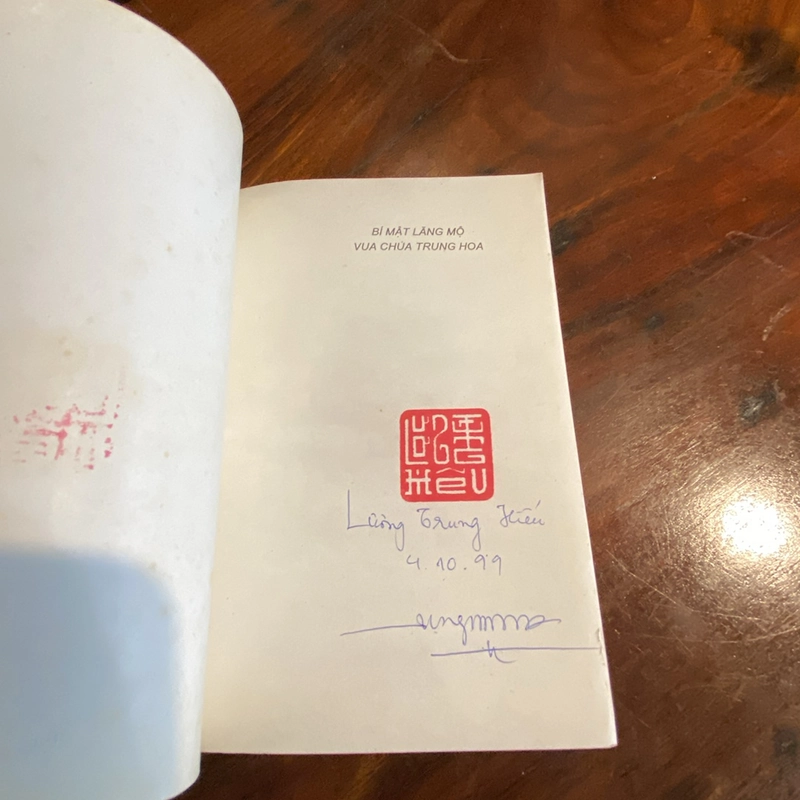 BÍ MẬT LĂNG MỘ
VUA CHÚA TRUNG HOA
Lương Trung Hiếu
4.10.99